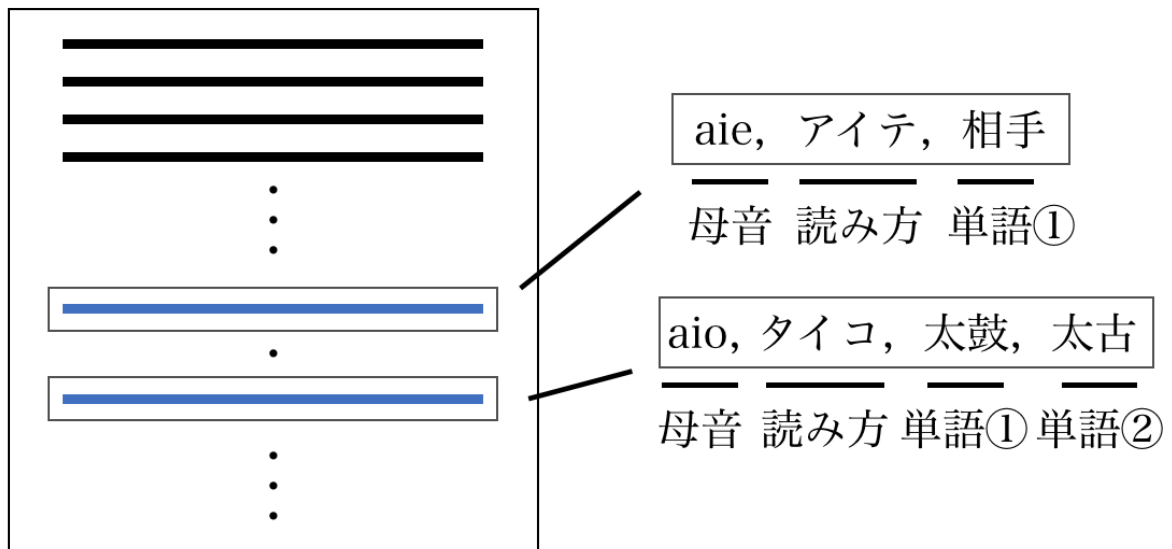 aie, アイテ, 相手
母音 読み方 単語①
aio, タイコ, 太鼓, 太古
母音 読み方 単語① 単語②